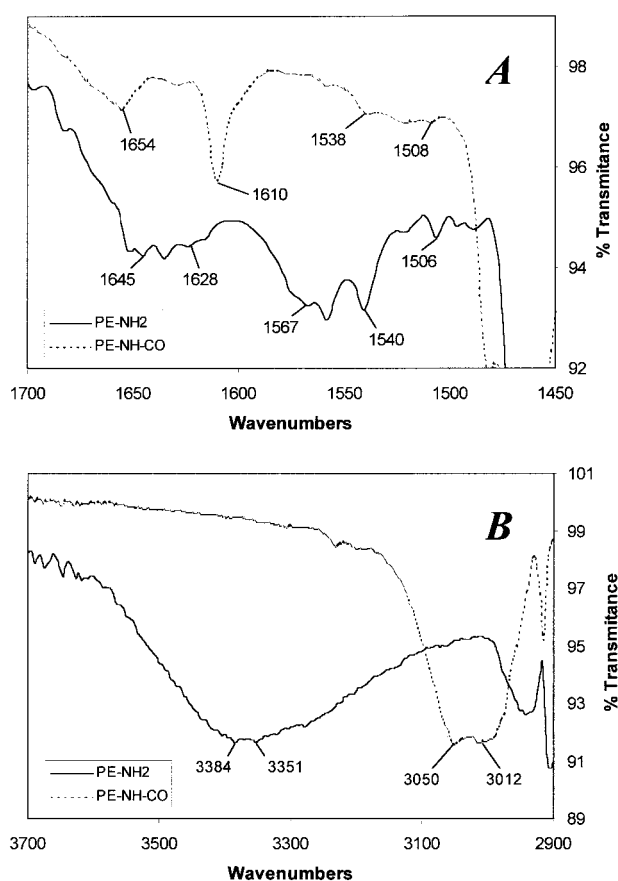 A
98
96
94
92
% Transmitance
1654
1610
1538
1508
1645
1628
1567
1540
1506
PE-NH2
PE-NH-CO
1700 1650 1600 1550 1500 1450
Wavenumbers
B
101
99
97
95
93
91
89
% Transmitance
3384 3351
3050 3012
PE-NH2
PE-NH-CO
3700 3500 3300 3100 2900
Wavenumbers